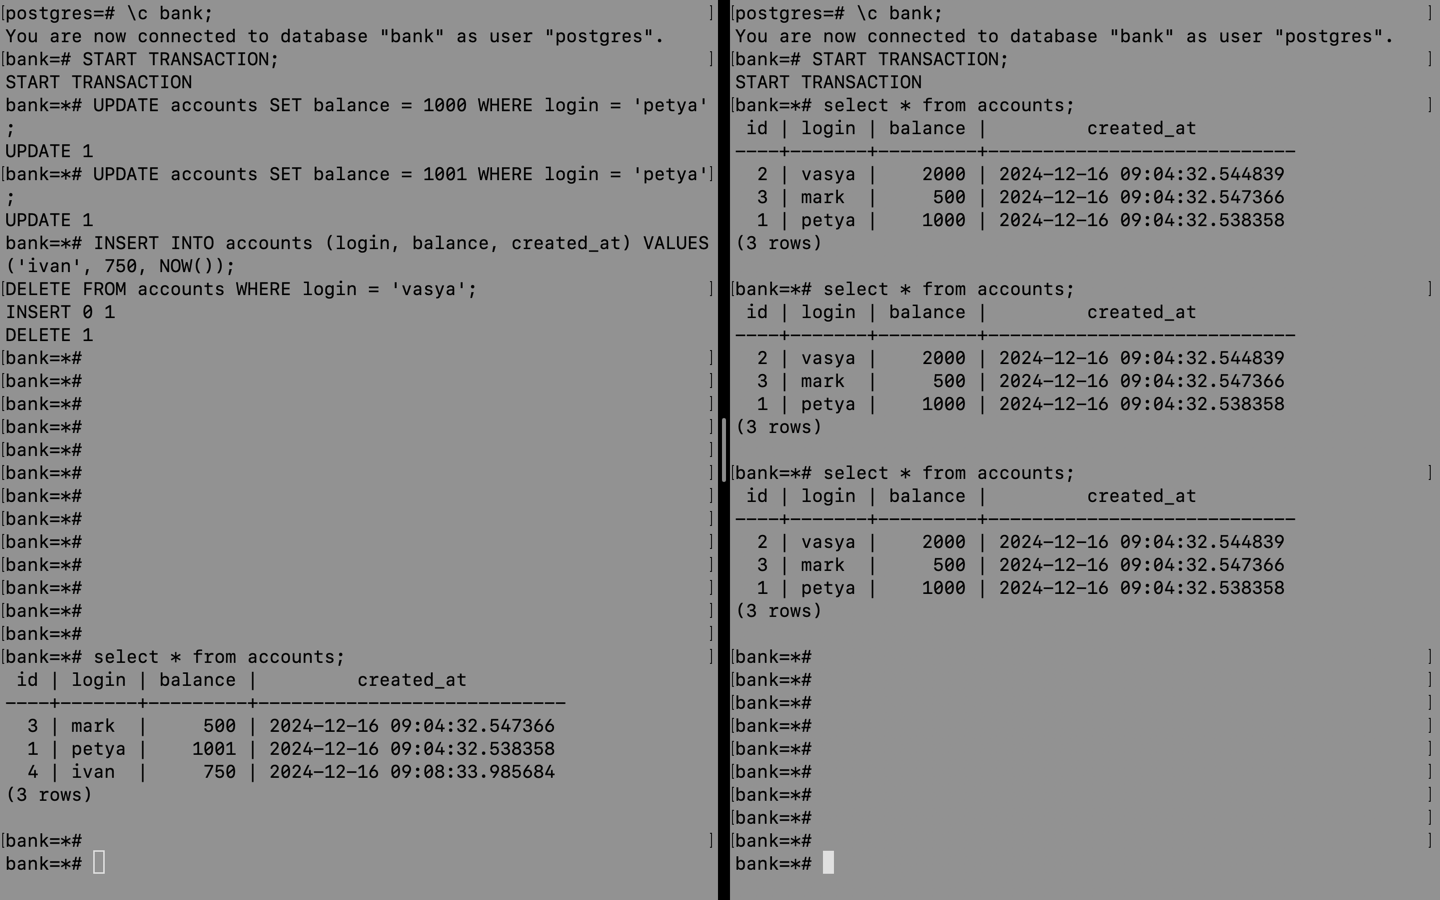 [postgres=# \c bank; ]
You are now connected to database "bank" as user "postgres".
[bank=# START TRANSACTION; ]
START TRANSACTION
bank=*# UPDATE accounts SET balance = 1000 WHERE login = 'petya'
;
UPDATE 1
[bank=*# UPDATE accounts SET balance = 1001 WHERE login = 'petya']
;
UPDATE 1
bank=*# INSERT INTO accounts (login, balance, created_at) VALUES
('ivan', 750, NOW());
[DELETE FROM accounts WHERE login = 'vasya'; ]
INSERT 0 1
DELETE 1
[bank=*# ]
[bank=*# ]
[bank=*# ]
[bank=*# ]
[bank=*# ]
[bank=*# ]
[bank=*# ]
[bank=*# ]
[bank=*# ]
[bank=*# ]
[bank=*# ]
[bank=*# ]
[bank=*# ]
[bank=*# select * from accounts; ]
 id | login | balance |         created_at
----+-------+---------+----------------------------
  3 | mark  |     500 | 2024-12-16 09:04:32.547366
  1 | petya |    1001 | 2024-12-16 09:04:32.538358
  4 | ivan  |     750 | 2024-12-16 09:08:33.985684
(3 rows)
[bank=*# ]
bank=*#
[postgres=# \c bank; ]
You are now connected to database "bank" as user "postgres".
[bank=# START TRANSACTION; ]
START TRANSACTION
[bank=*# select * from accounts; ]
 id | login | balance |         created_at
----+-------+---------+----------------------------
  2 | vasya |    2000 | 2024-12-16 09:04:32.544839
  3 | mark  |     500 | 2024-12-16 09:04:32.547366
  1 | petya |    1000 | 2024-12-16 09:04:32.538358
(3 rows)
[bank=*# select * from accounts; ]
 id | login | balance |         created_at
----+-------+---------+----------------------------
  2 | vasya |    2000 | 2024-12-16 09:04:32.544839
  3 | mark  |     500 | 2024-12-16 09:04:32.547366
  1 | petya |    1000 | 2024-12-16 09:04:32.538358
(3 rows)
[bank=*# select * from accounts; ]
 id | login | balance |         created_at
----+-------+---------+----------------------------
  2 | vasya |    2000 | 2024-12-16 09:04:32.544839
  3 | mark  |     500 | 2024-12-16 09:04:32.547366
  1 | petya |    1000 | 2024-12-16 09:04:32.538358
(3 rows)
[bank=*# ]
[bank=*# ]
[bank=*# ]
[bank=*# ]
[bank=*# ]
[bank=*# ]
[bank=*# ]
[bank=*# ]
[bank=*# ]
bank=*#